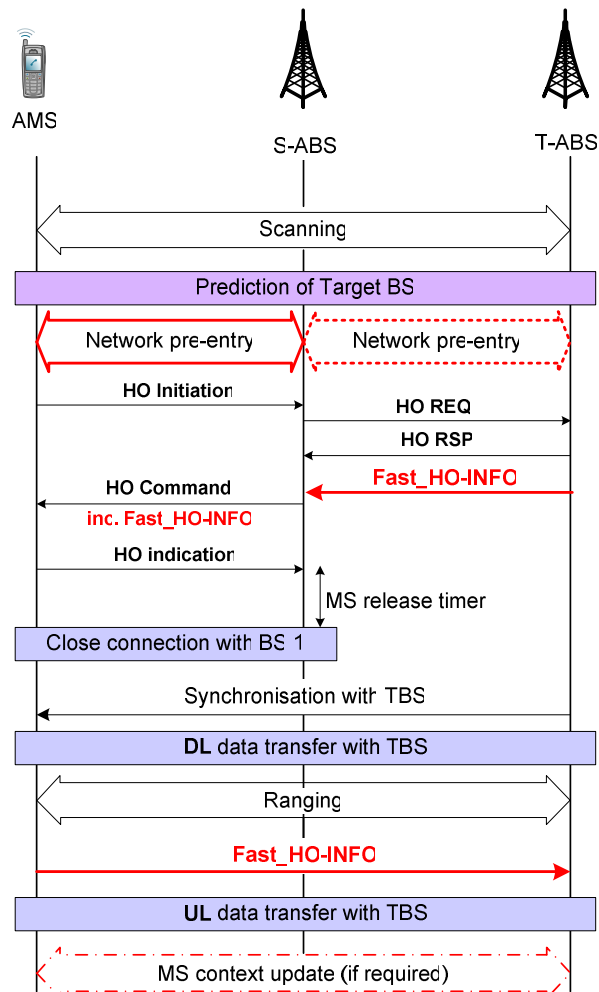 AMS
S-ABS
T-ABS
Scanning
Prediction of Target BS
Network pre-entry
Network pre-entry
HO Initiation
HO REQ
HO RSP
Fast_HO-INFO
HO Command
inc. Fast_HO-INFO
HO indication
MS release timer
Close connection with BS 1
Synchronisation with TBS
DL data transfer with TBS
Ranging
Fast_HO-INFO
UL data transfer with TBS
MS context update (if required)